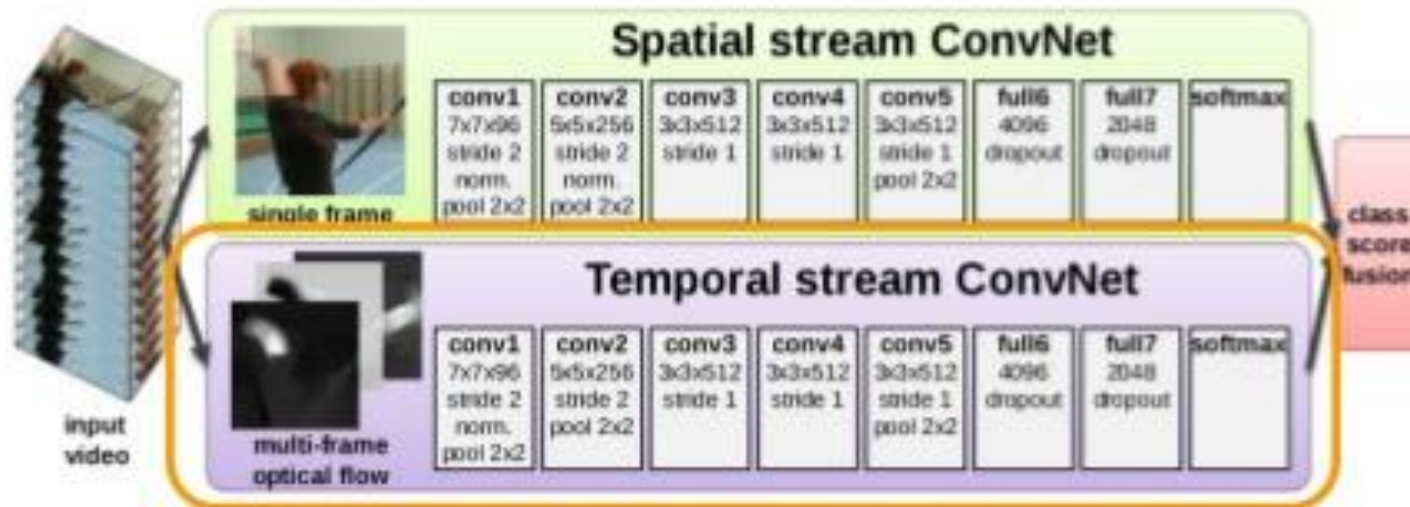 Spatial stream ConvNet
single frame
conv1
7x7x96
stride 2
norm.
pool 2x2
conv2
5x5x256
stride 2
norm.
pool 2x2
conv3
3x3x512
stride 1
conv4
3x3x512
stride 1
conv5
3x3x512
stride 1
pool 2x2
full6
4096
dropout
full7
2048
dropout
softmax
input
video
Temporal stream ConvNet
multi-frame
optical flow
conv1
7x7x96
stride 2
norm.
pool 2x2
conv2
5x5x256
stride 2
pool 2x2
conv3
3x3x512
stride 1
conv4
3x3x512
stride 1
conv5
3x3x512
stride 1
pool 2x2
full6
4096
dropout
full7
2048
dropout
softmax
class
score
fusion